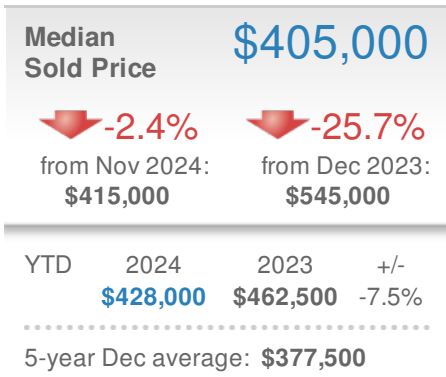 Median
Sold Price
$405,000
-2.4% -25.7%
from Nov 2024: from Dec 2023:
$415,000 $545,000
YTD 2024 2023 +/-
$428,000 $462,500 -7.5%
5-year Dec average: $377,500